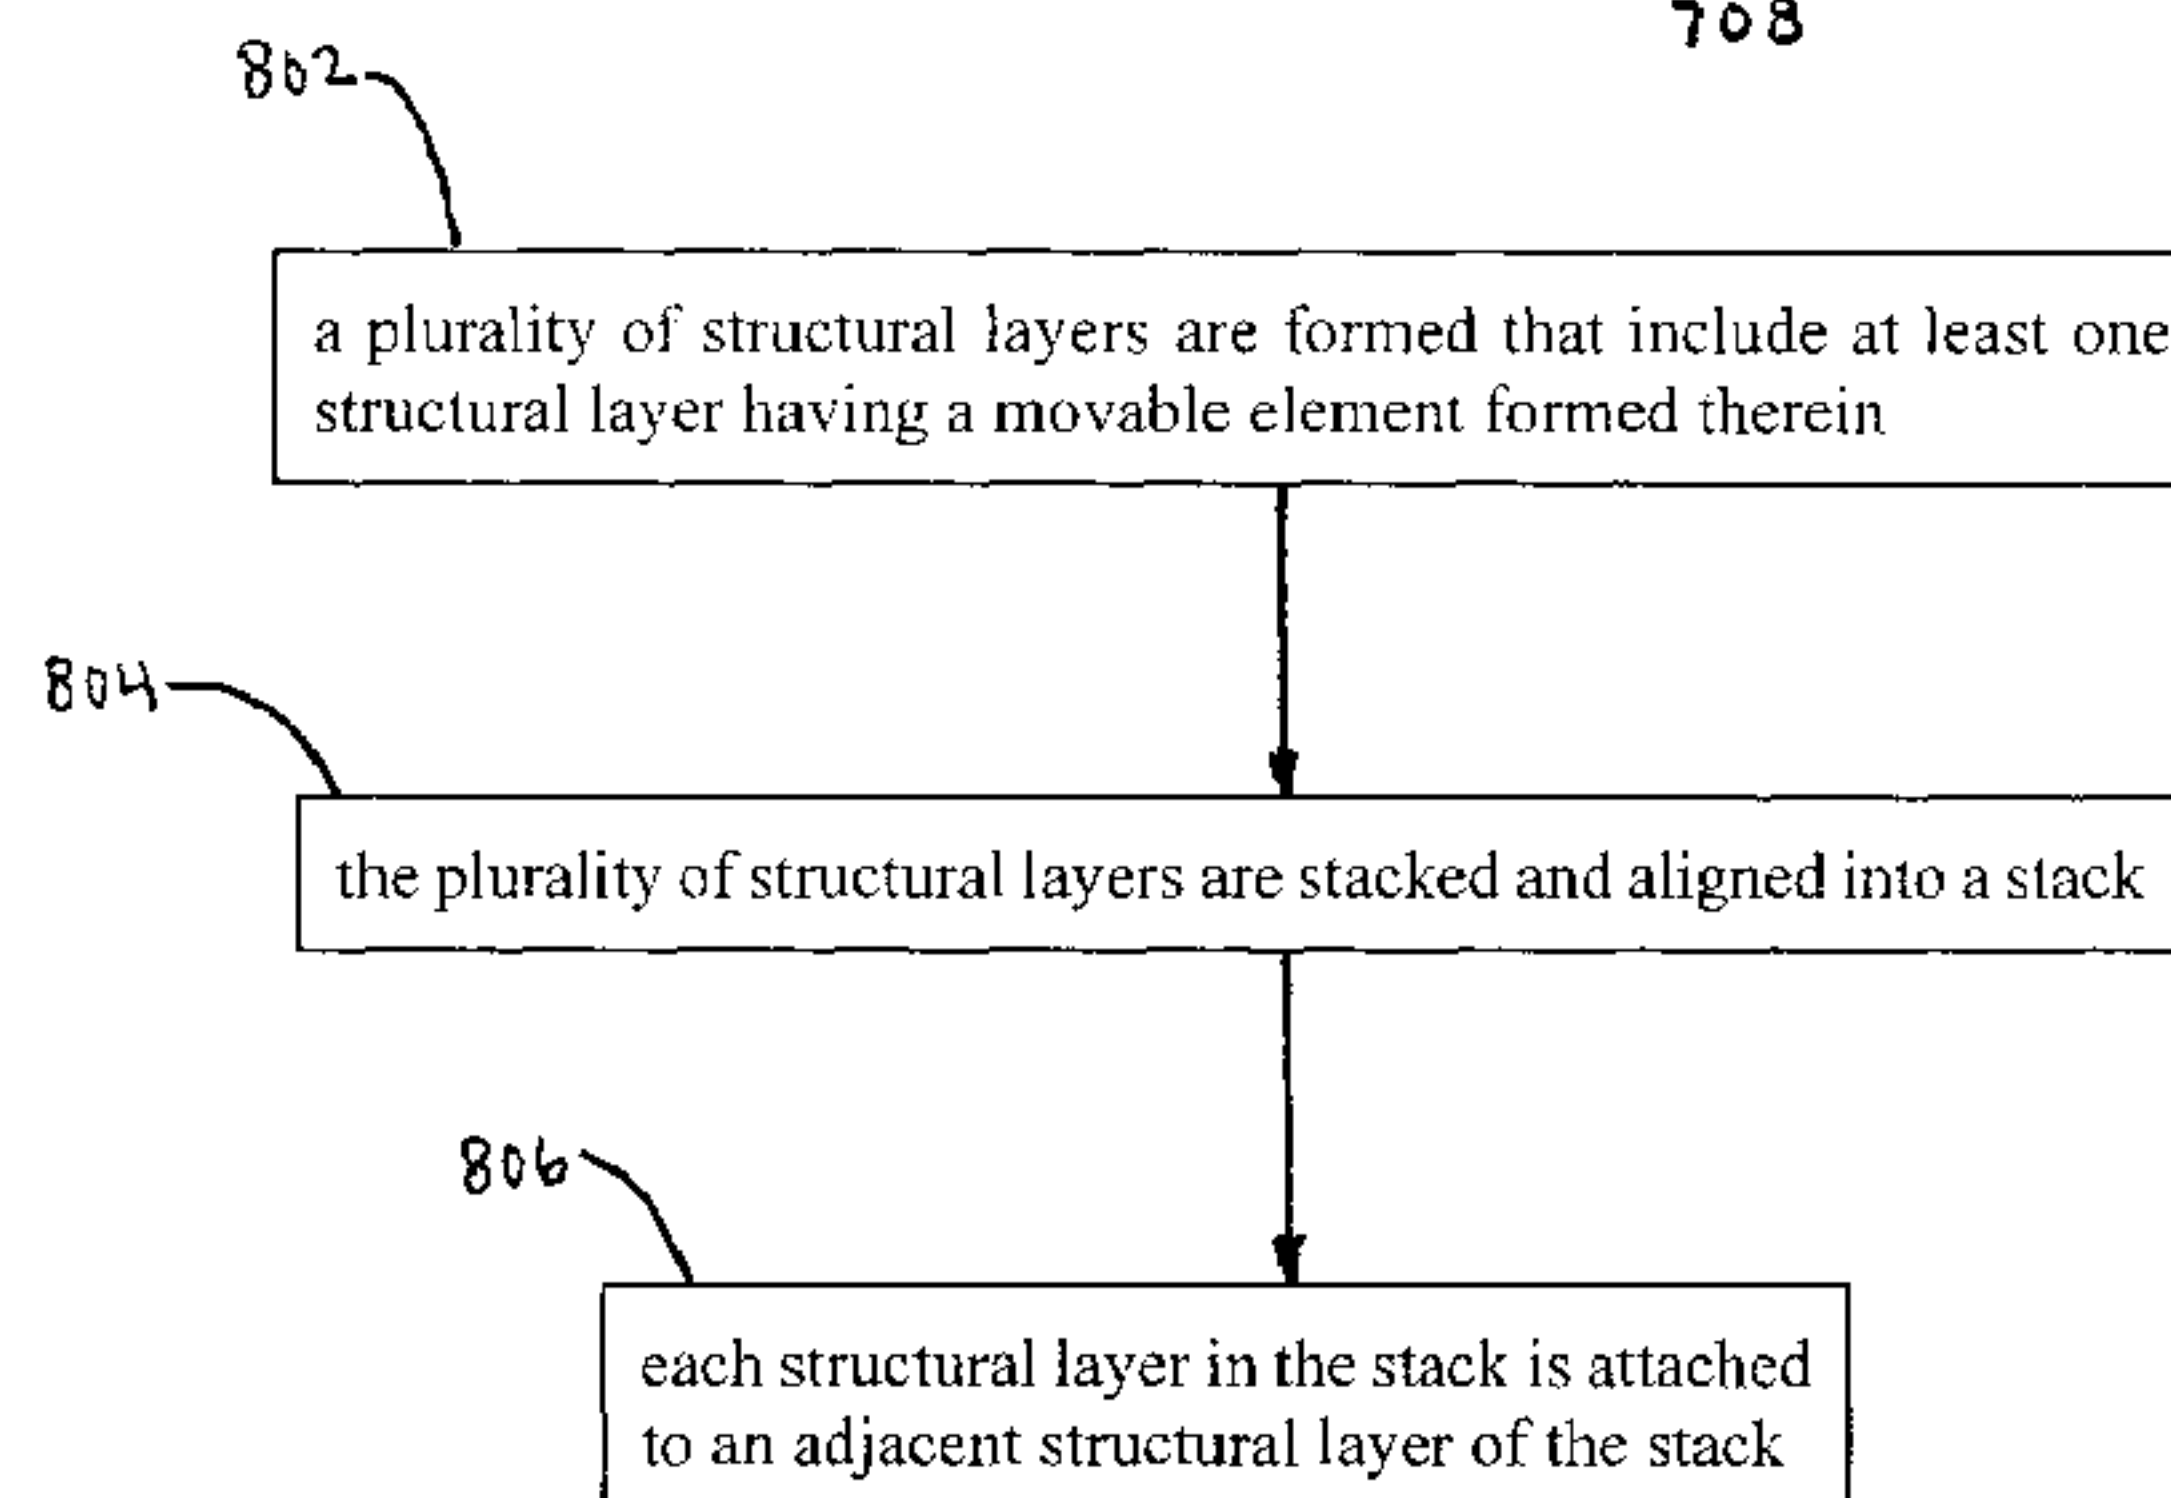 708
802
a plurality of structural layers are formed that include at least one
structural layer having a movable element formed therein
804
the plurality of structural layers are stacked and aligned into a stack
806
each structural layer in the stack is attached
to an adjacent structural layer of the stack